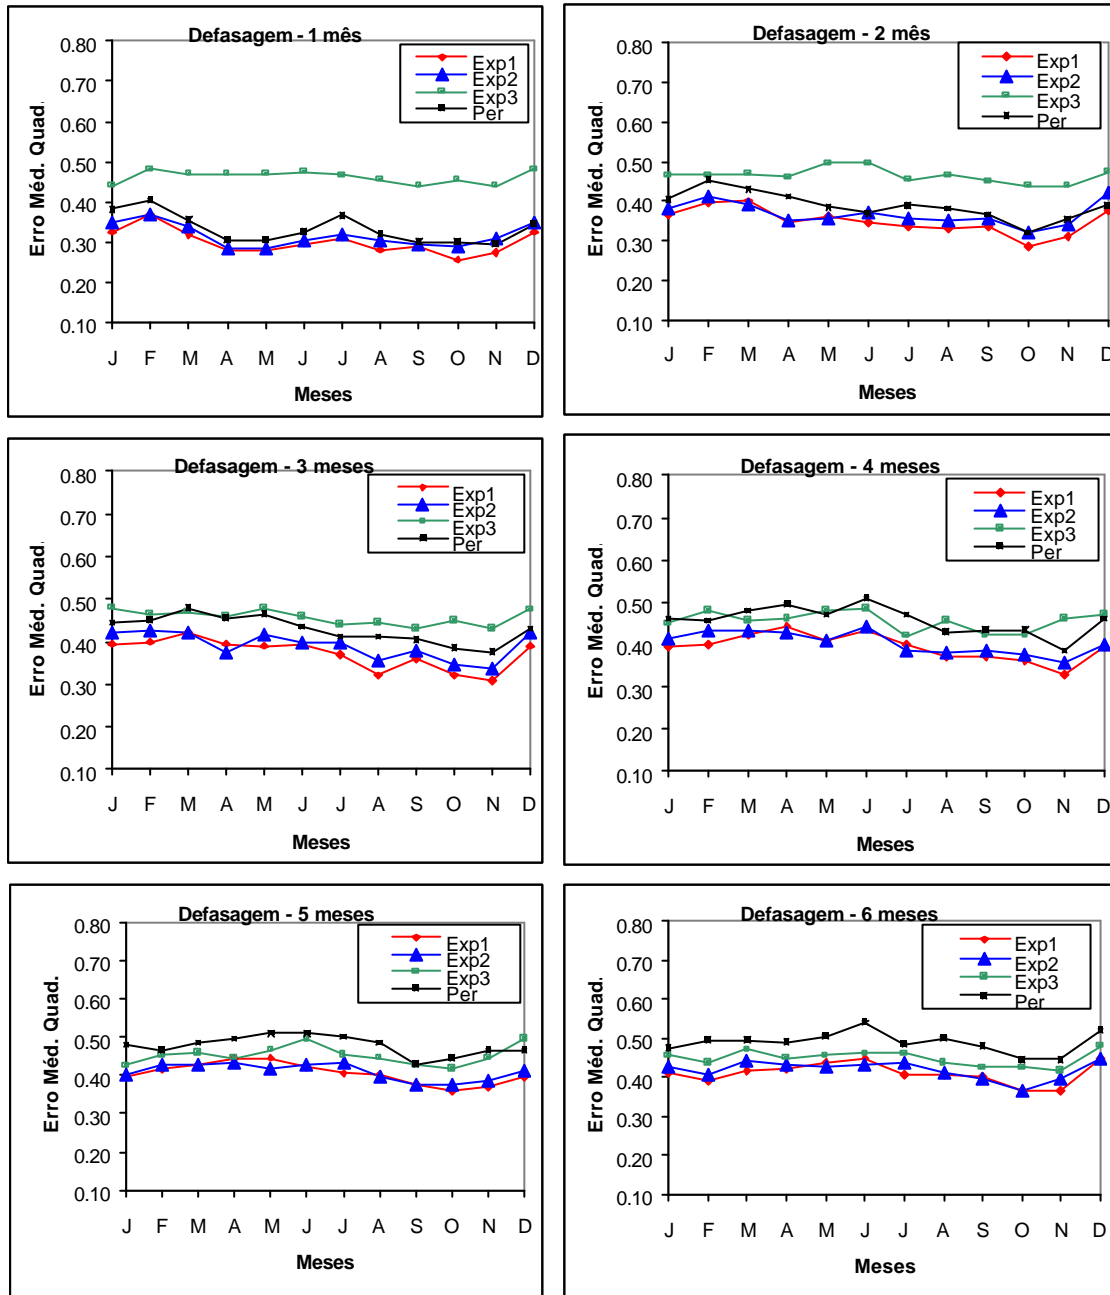 Defasagem - 1 mês
Exp1
Exp2
Exp3
Per
0.80
0.70
0.60
0.50
0.40
0.30
0.20
0.10
Erro Méd. Quad.
J F M A M J J A S O N D
Meses
Defasagem - 2 mês
Exp1
Exp2
Exp3
Per
0.80
0.70
0.60
0.50
0.40
0.30
0.20
0.10
Erro Méd. Quad.
J F M A M J J A S O N D
Meses
Defasagem - 3 meses
Exp1
Exp2
Exp3
Per
0.80
0.70
0.60
0.50
0.40
0.30
0.20
0.10
Erro Méd. Quad.
J F M A M J J A S O N D
Meses
Defasagem - 4 meses
Exp1
Exp2
Exp3
Per
0.80
0.70
0.60
0.50
0.40
0.30
0.20
0.10
Erro Méd. Quad.
J F M A M J J A S O N D
Meses
Defasagem - 5 meses
Exp1
Exp2
Exp3
Per
0.80
0.70
0.60
0.50
0.40
0.30
0.20
0.10
Erro Méd. Quad.
J F M A M J J A S O N D
Meses
Defasagem - 6 meses
Exp1
Exp2
Exp3
Per
0.80
0.70
0.60
0.50
0.40
0.30
0.20
0.10
Erro Méd. Quad.
J F M A M J J A S O N D
Meses